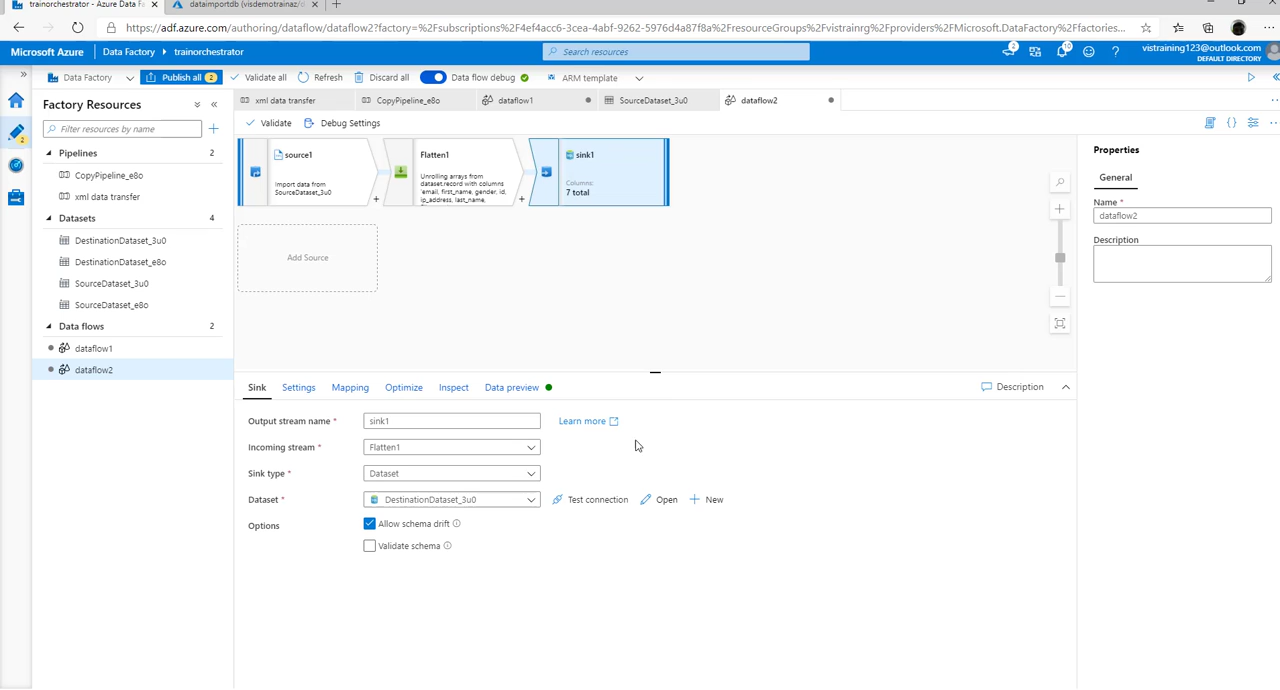 trainorchestrator - Azure Data Fa
dataimportdb (visdemotrainaz/d
https://adf.azure.com/authoring/dataflow/dataflow2?factory=%2Fsubscriptions%2F4ef4acc6-3cea-4abf-9262-5976d4a87f8a%2FresourceGroups%2Fvistrainrg%2Fproviders%2FMicrosoft.DataFactory%2Ffactories...
Microsoft Azure
Data Factory
trainorchestrator
Search resources
2
10
vistraining123@outlook.com
DEFAULT DIRECTORY
Data Factory
Publish all 2
Validate all
Refresh
Discard all
Data flow debug
ARM template
Factory Resources
xml data transfer
CopyPipeline_e8o
dataflow1
SourceDataset_3u0
dataflow2
Filter resources by name
Validate
Debug Settings
2
Pipelines 2
CopyPipeline_e8o
xml data transfer
Datasets 4
DestinationDataset_3u0
DestinationDataset_e8o
SourceDataset_3u0
SourceDataset_e8o
Data flows 2
dataflow1
dataflow2
source1
Import data from
SourceDataset_3u0
Flatten1
Unrolling arrays from
dataset.record with columns
'email, first_name, gender, id,
ip_address, last_name,
sink1
Columns:
7 total
Add Source
Properties
General
Name *
dataflow2
Description
Sink
Settings
Mapping
Optimize
Inspect
Data preview
Description
Output stream name * sink1 Learn more
Incoming stream * Flatten1
Sink type * Dataset
Dataset * DestinationDataset_3u0 Test connection Open New
Options Allow schema drift
Validate schema